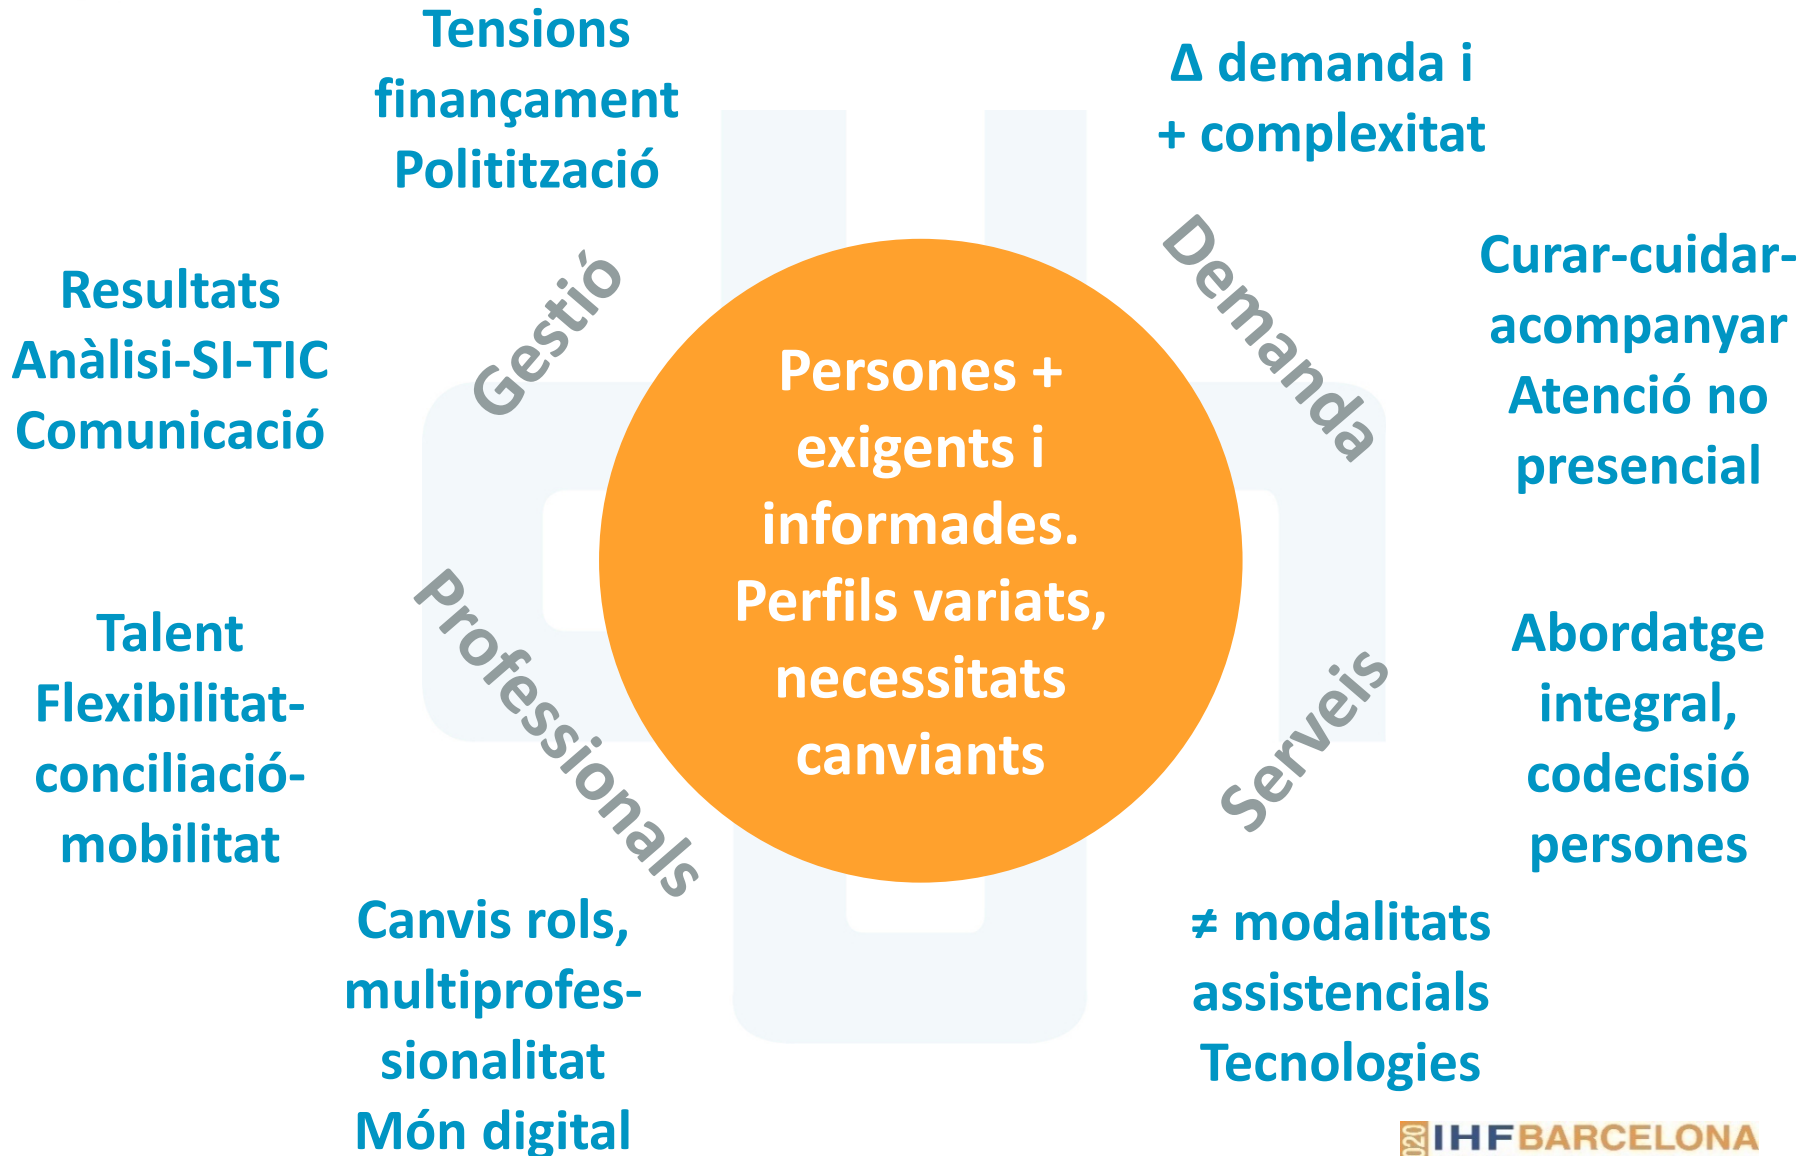 Tensions
finançament
Politització
Δ demanda i
+ complexitat
Gestió
Demanda
Resultats
Anàlisi-SI-TIC
Comunicació
Curar-cuidar-
acompanyar
Atenció no
presencial
Persones +
exigents i
informades.
Perfils variats,
necessitats
canviants
Talent
Flexibilitat-
conciliació-
mobilitat
Professionals
Serveis
Abordatge
integral,
codecisió
persones
Canvis rols,
multiprofes-
sionalitat
Món digital
≠ modalitats
assistencials
Tecnologies
IHFBARCELONA